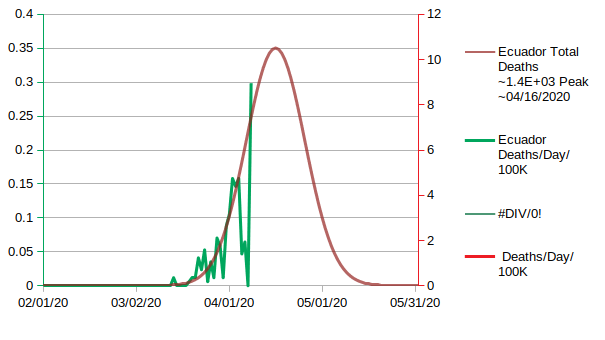 0.4
0.35
0.3
0.25
0.2
0.15
0.1
0.05
0
12
10
8
6
4
2
0
02/01/20 03/02/20 04/01/20 05/01/20 05/31/20
Ecuador Total
Deaths
~1.4E+03 Peak
~04/16/2020
Ecuador
Deaths/Day/
100K
#DIV/0!
Deaths/Day/
100K